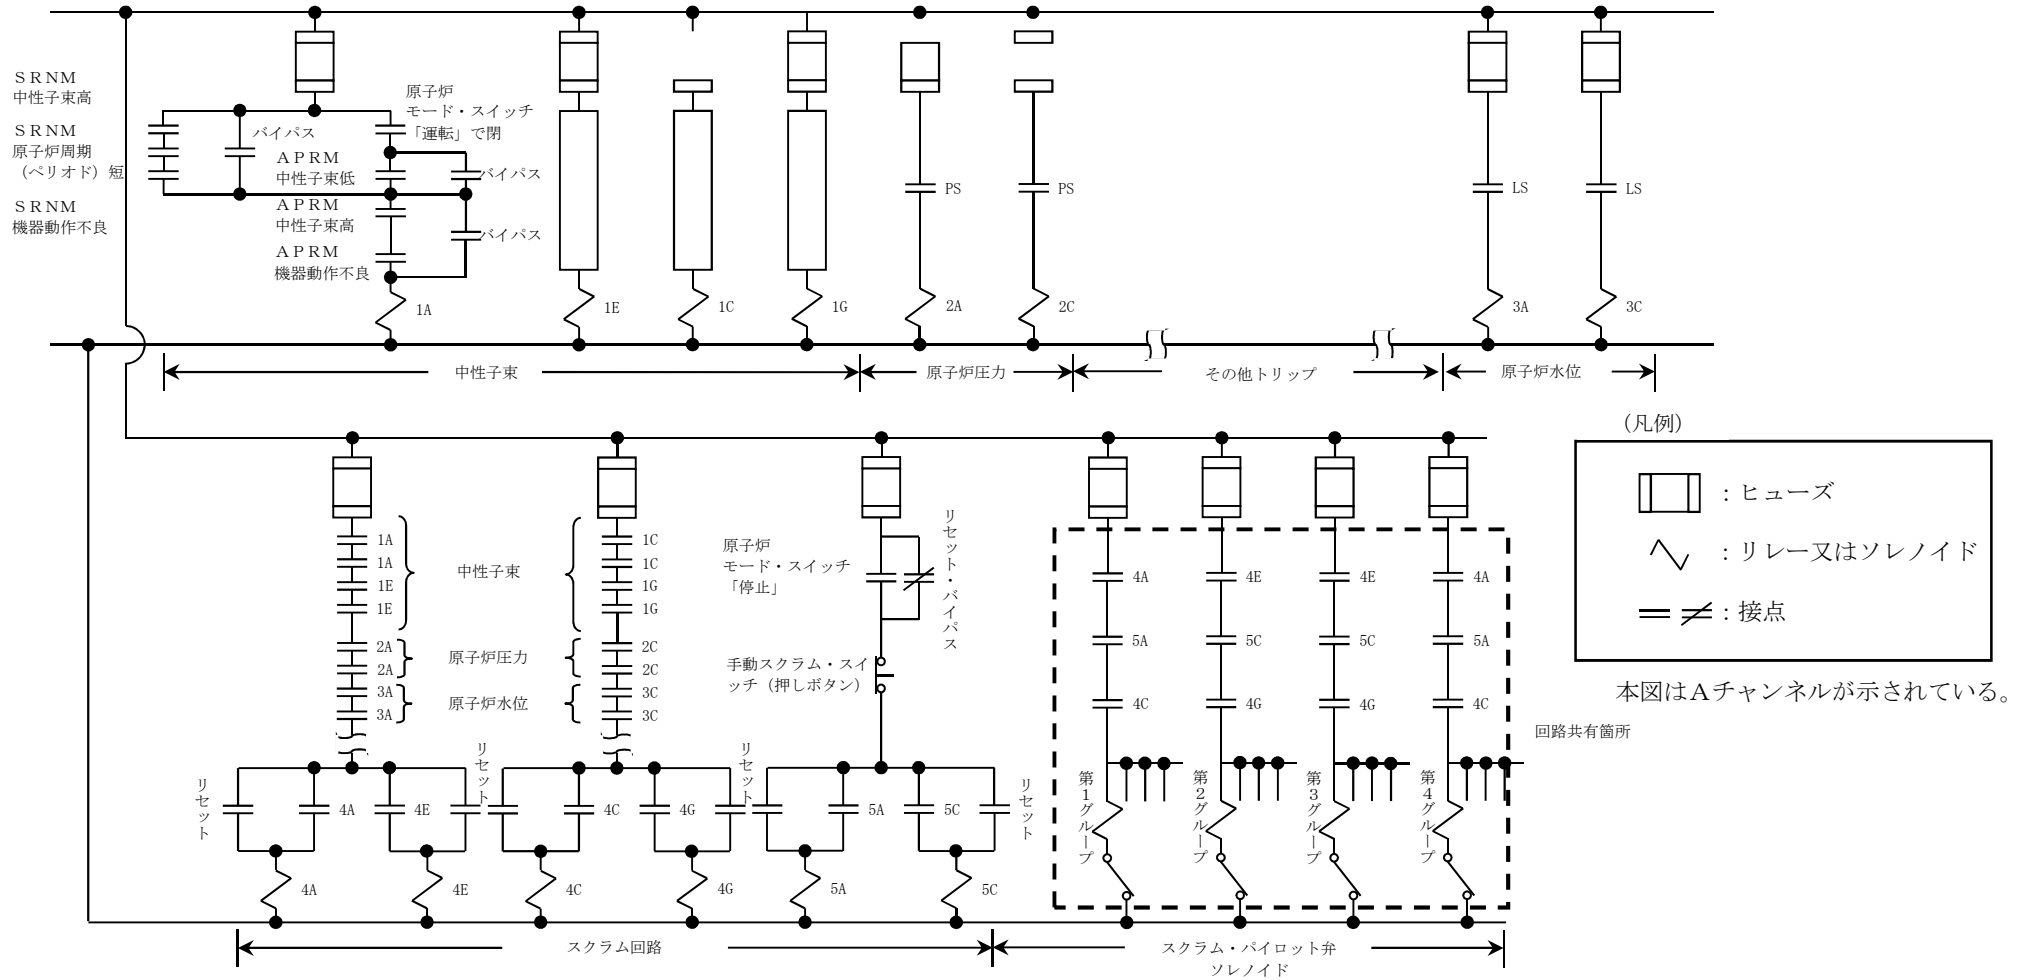 ＳＲＮＭ
中性子束高
ＳＲＮＭ
原子炉周期
（ペリオド）短
ＳＲＮＭ
機器動作不良
バイパス
原子炉
モード・スイッチ
「運転」で閉
ＡＰＲＭ
中性子束低
バイパス
ＡＰＲＭ
中性子束高
バイパス
ＡＰＲＭ
機器動作不良
1A
1E
1C
1G
PS
2A
PS
2C
LS
3A
LS
3C
中性子束
原子炉圧力
その他トリップ
原子炉水位
1A
1A
1E
1E
2A
2A
3A
3A
中性子束
原子炉圧力
原子炉水位
1C
1C
1G
1G
2C
2C
3C
3C
原子炉
モード・スイッチ
「停止」
リセット・バイパス
手動スクラム・スイ
ッチ（押しボタン）
リセット
4A
4E
リセット
4C
4G
リセット
5A
5C
リセット
4A
4E
4C
4G
5A
5C
4A
5A
4C
4E
5C
4G
4E
5C
4G
4A
5A
4C
第１グループ
第２グループ
第３グループ
第４グループ
スクラム回路
スクラム・パイロット弁
ソレノイド
（凡例）
：ヒューズ
：リレー又はソレノイド
：接点
本図はＡチャンネルが示されている。
回路共有箇所